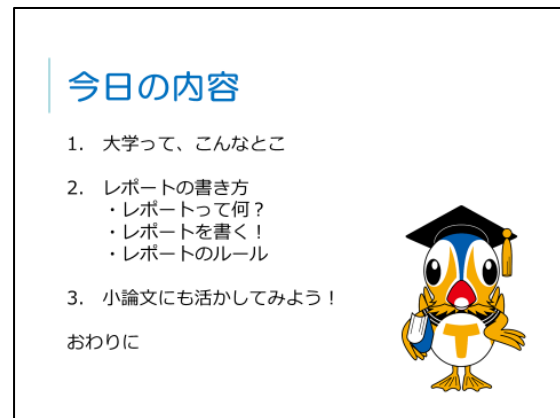 今日の内容
1. 大学って、こんなとこ
2. レポートの書き方
・レポートって何？
・レポートを書く！
・レポートのルール
3. 小論文にも活かしてみよう！
おわりに
T